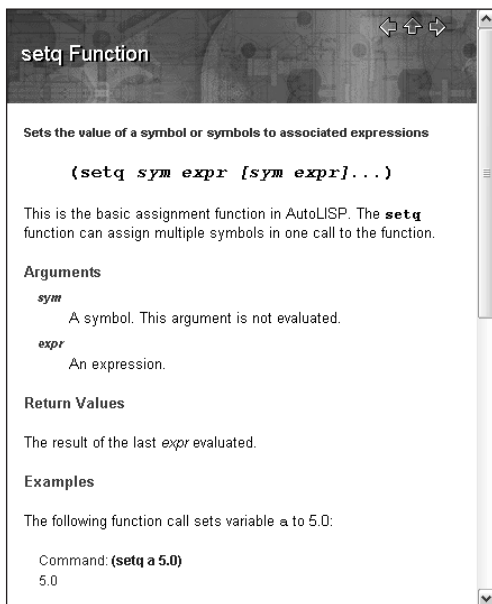 setq Function
Sets the value of a symbol or symbols to associated expressions
(setq sym expr [sym expr]...)
This is the basic assignment function in AutoLISP. The setq
function can assign multiple symbols in one call to the function.
Arguments
sym
A symbol. This argument is not evaluated.
expr
An expression.
Return Values
The result of the last expr evaluated.
Examples
The following function call sets variable a to 5.0:
Command: (setq a 5.0)
5.0